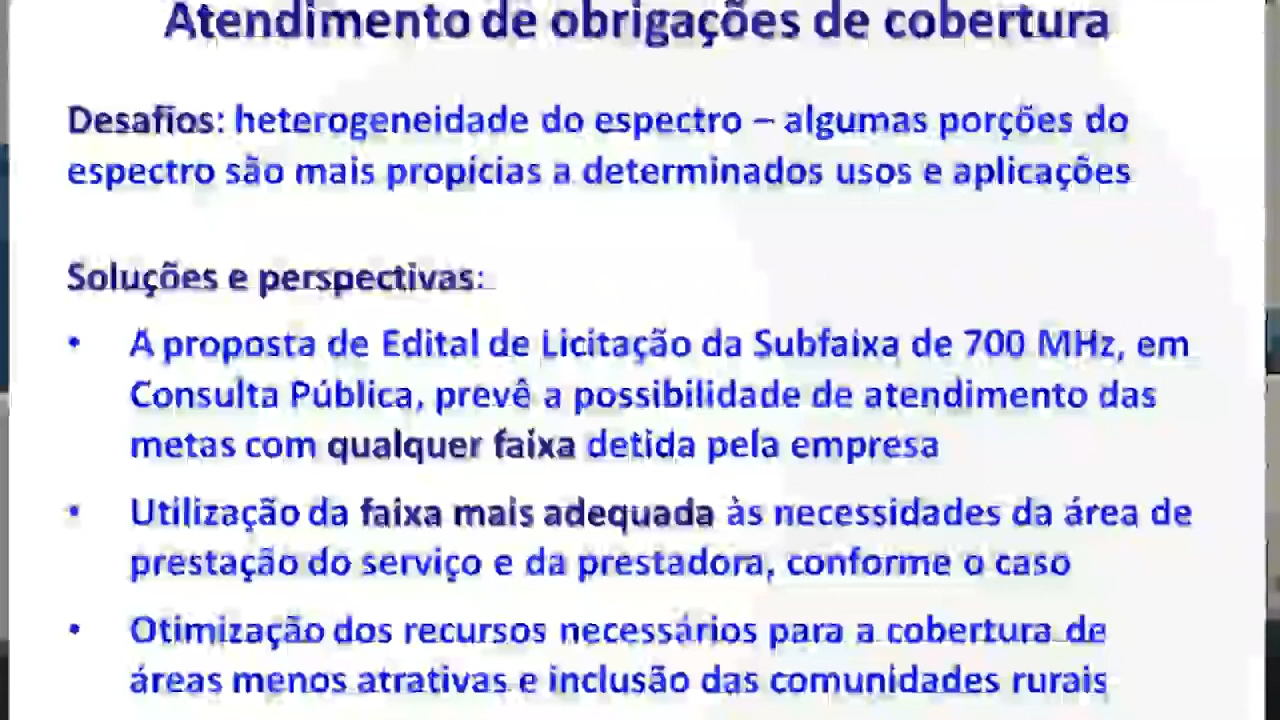 Atendimento de obrigações de cobertura
Desafios: heterogeneidade do espectro – algumas porções do
espectro são mais propícias a determinados usos e aplicações
Soluções e perspectivas:
• A proposta de Edital de Licitação da Subfaixa de 700 MHz, em
Consulta Pública, prevê a possibilidade de atendimento das
metas com qualquer faixa detida pela empresa
• Utilização da faixa mais adequada às necessidades da área de
prestação do serviço e da prestadora, conforme o caso
• Otimização dos recursos necessários para a cobertura de
áreas menos atrativas e inclusão das comunidades rurais